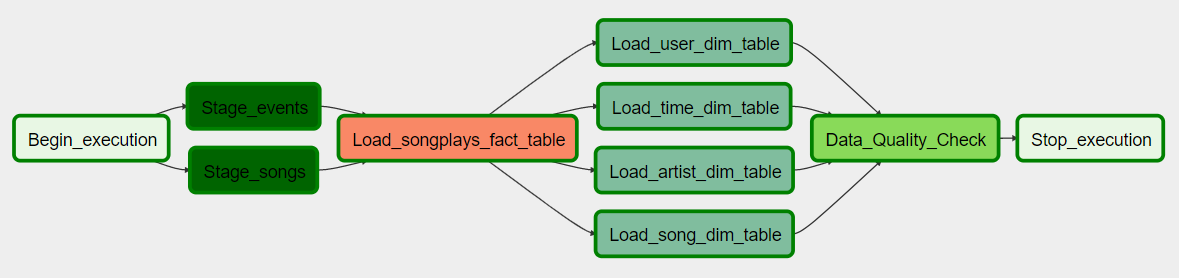 Begin_execution
Stage_events
Stage_songs
Load_songplays_fact_table
Load_user_dim_table
Load_time_dim_table
Load_artist_dim_table
Load_song_dim_table
Data_Quality_Check
Stop_execution